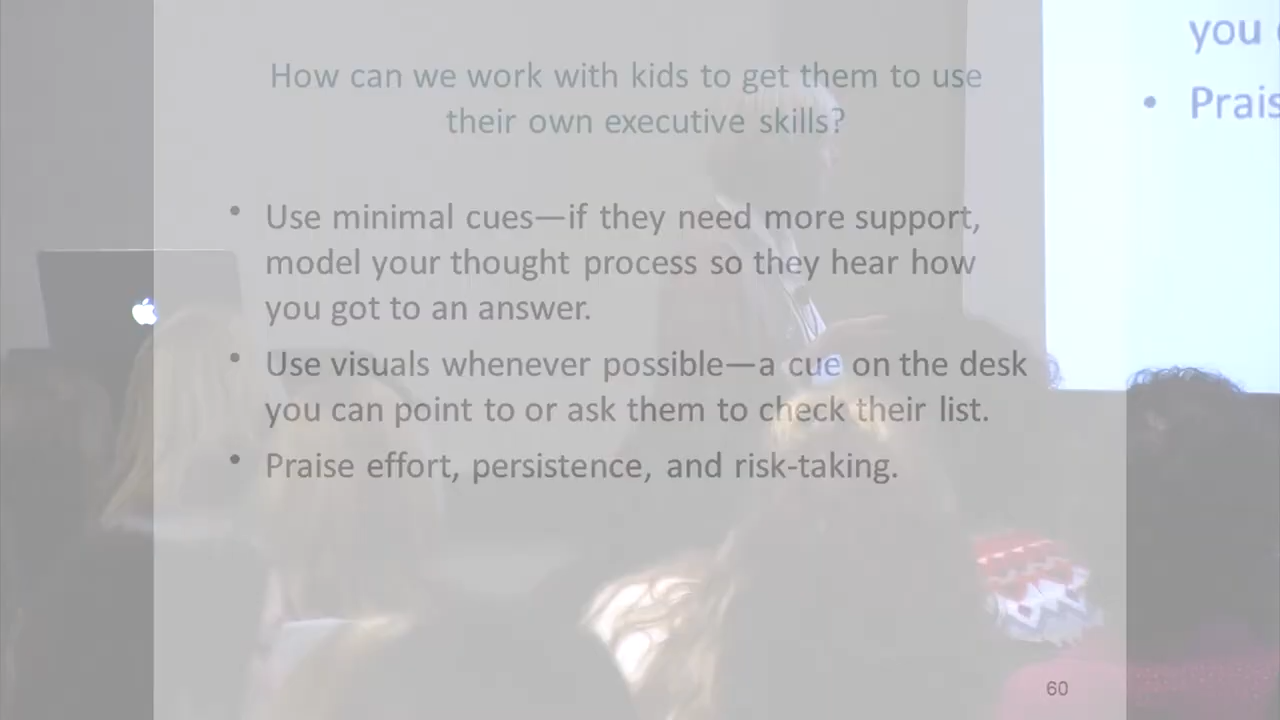 How can we work with kids to get them to use
their own executive skills?
• Use minimal cues—if they need more support,
model your thought process so they hear how
you got to an answer.
• Use visuals whenever possible—a cue on the desk
you can point to or ask them to check their list.
• Praise effort, persistence, and risk-taking.
60
you
• Prais